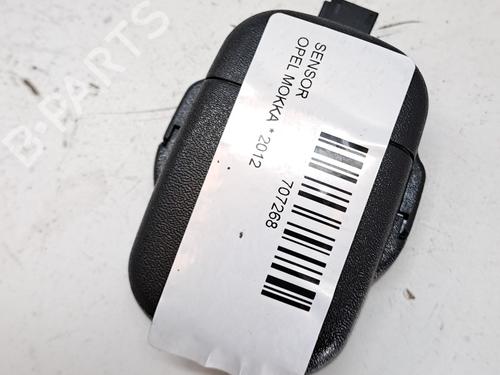 SENSOR
OPEL MOKKA * 2012
707268
B-PARTS